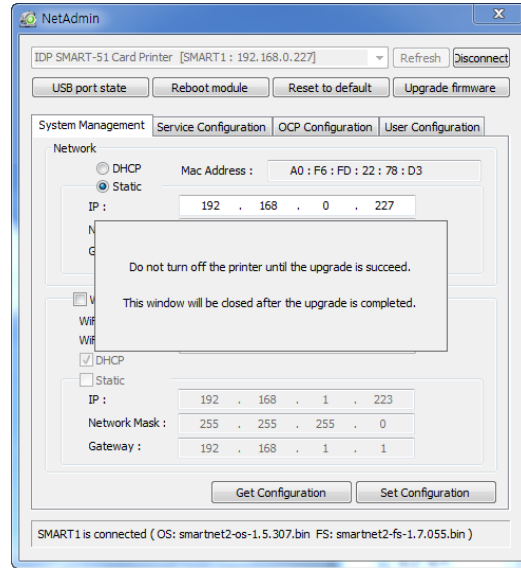 NetAdmin
IDP SMART-51 Card Printer [SMART1 : 192.168.0.227] Refresh Disconnect
USB port state Reboot module Reset to default Upgrade firmware
System Management Service Configuration OCP Configuration User Configuration
Network
DHCP Mac Address : A0 : F6 : FD : 22 : 78 : D3
Static
IP : 192 . 168 . 0 . 227
Do not turn off the printer until the upgrade is succeed.
This window will be closed after the upgrade is completed.
DHCP
Static
IP : 192 . 168 . 1 . 223
Network Mask : 255 . 255 . 255 . 0
Gateway : 192 . 168 . 1 . 1
Get Configuration Set Configuration
SMART1 is connected ( OS: smartnet2-os-1.5.307.bin FS: smartnet2-fs-1.7.055.bin )